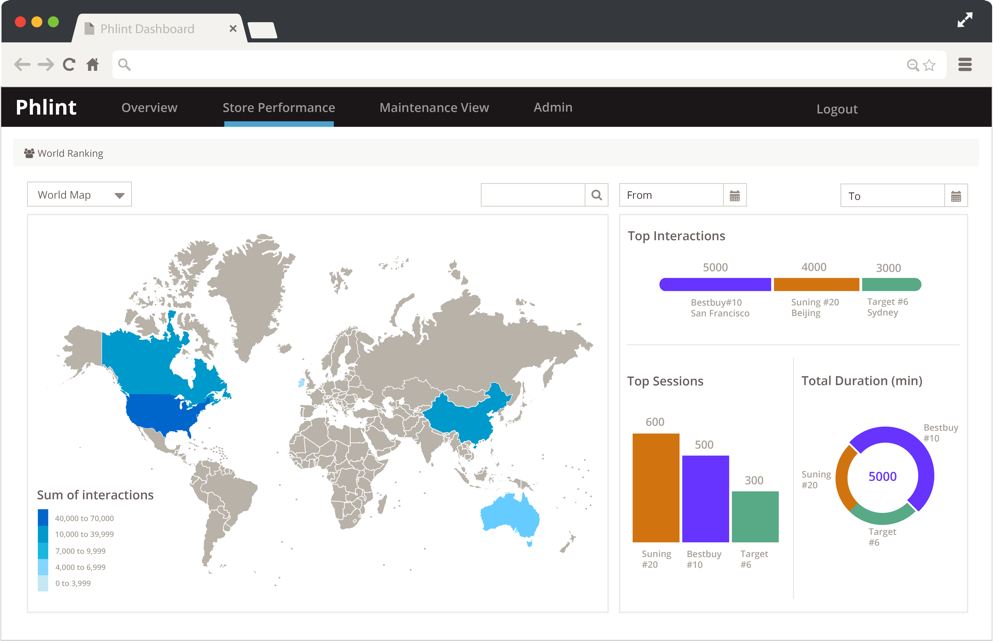 Phlint Dashboard
Phlint
Overview
Store Performance
Maintenance View
Admin
Logout
World Ranking
World Map
From
To
Sum of interactions
40,000 to 70,000
10,000 to 39,999
7,000 to 9,999
4,000 to 6,999
0 to 3,999
Top Interactions
5000
4000
3000
Bestbuy#10
San Francisco
Suning #20
Beijing
Target #6
Sydney
Top Sessions
600
500
300
Suning
#20
Bestbuy
#10
Target
#6
Total Duration (min)
Bestbuy
#10
Suning
#20
5000
Target
#6